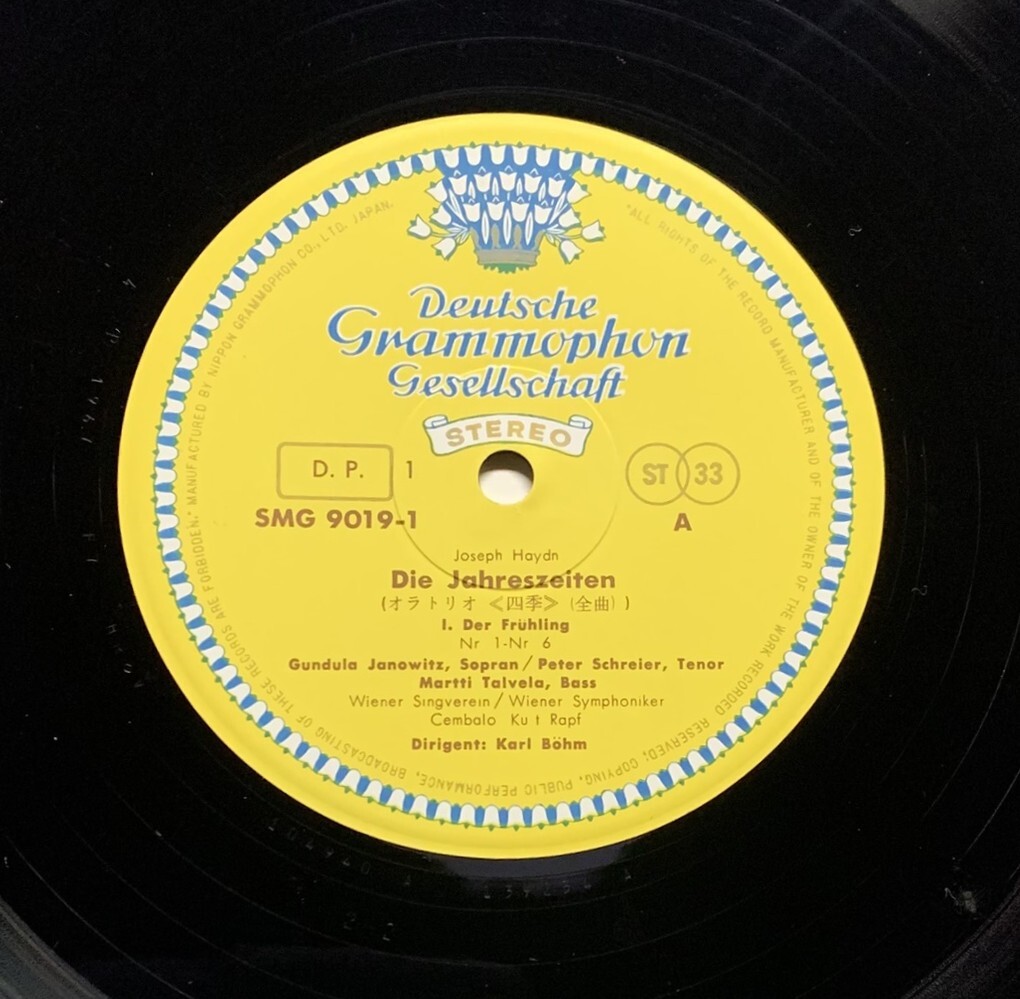 Deutsche
Grammophon
Gesellschaft
STEREO
D. P. 1
ST 33
SMG 9019-1
A
Joseph Haydn
Die Jahreszeiten
(オラトリオ ≪四季≫ (全曲) )
I. Der Frühling
Nr 1-Nr 6
Gundula Janowitz, Sopran / Peter Schreier, Tenor
Martti Talvela, Bass
Wiener Singverein / Wiener Symphoniker
Cembalo Ku t Rapf
Dirigent: Karl Böhm
"ALL RIGHTS OF THE RECORD MANUFACTURER AND OF THE OWNER OF THE WORK RECORDED RESERVED. COPYING, PUBLIC PERFORMANCE, BROADCASTING OF THESE RECORDS ARE FORBIDDEN." MANUFACTURED BY NIPPON GRAMMOPHON CO., LTD. JAPAN.